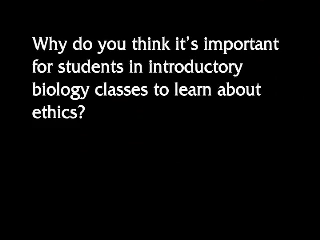 Why do you think it's important
for students in introductory
biology classes to learn about
ethics?